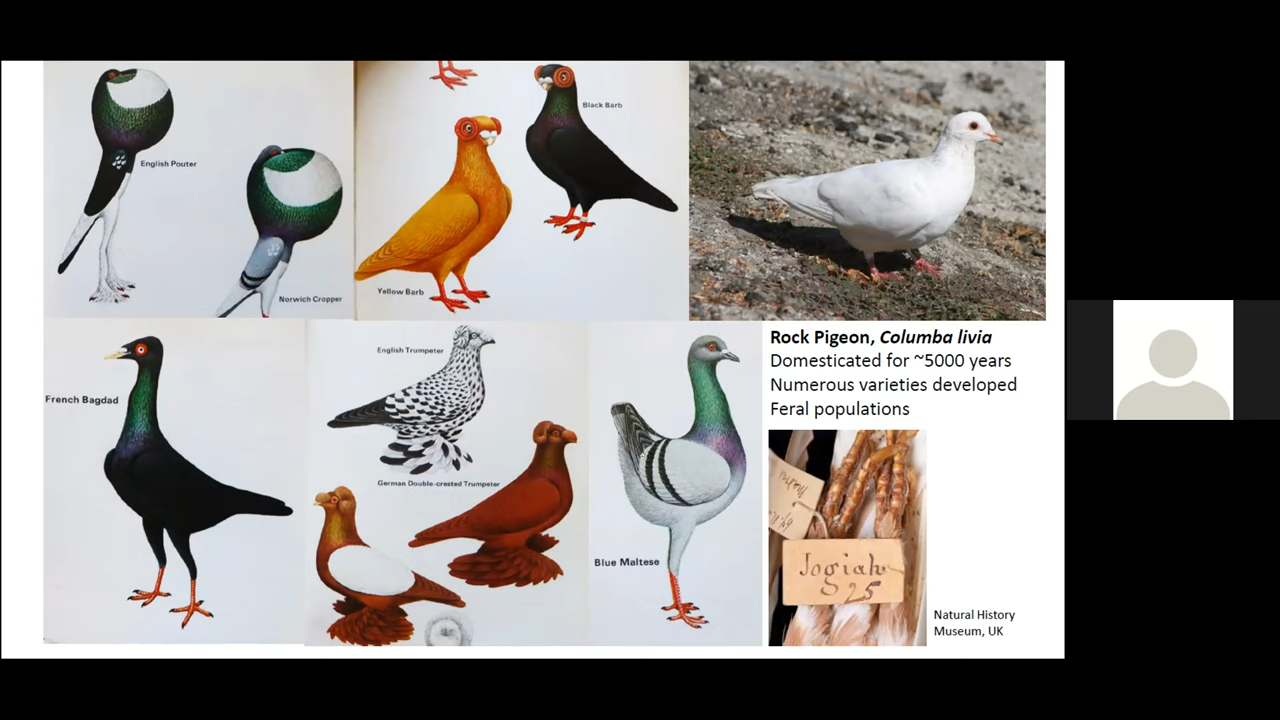 English Pouter
Norwich Cropper
Black Barb
Yellow Barb
French Bagdad
English Trumpeter
German Double-crested Trumpeter
Blue Maltese
Rock Pigeon, Columba livia
Domesticated for ~5000 years
Numerous varieties developed
Feral populations
Jogiah
25
Natural History
Museum, UK